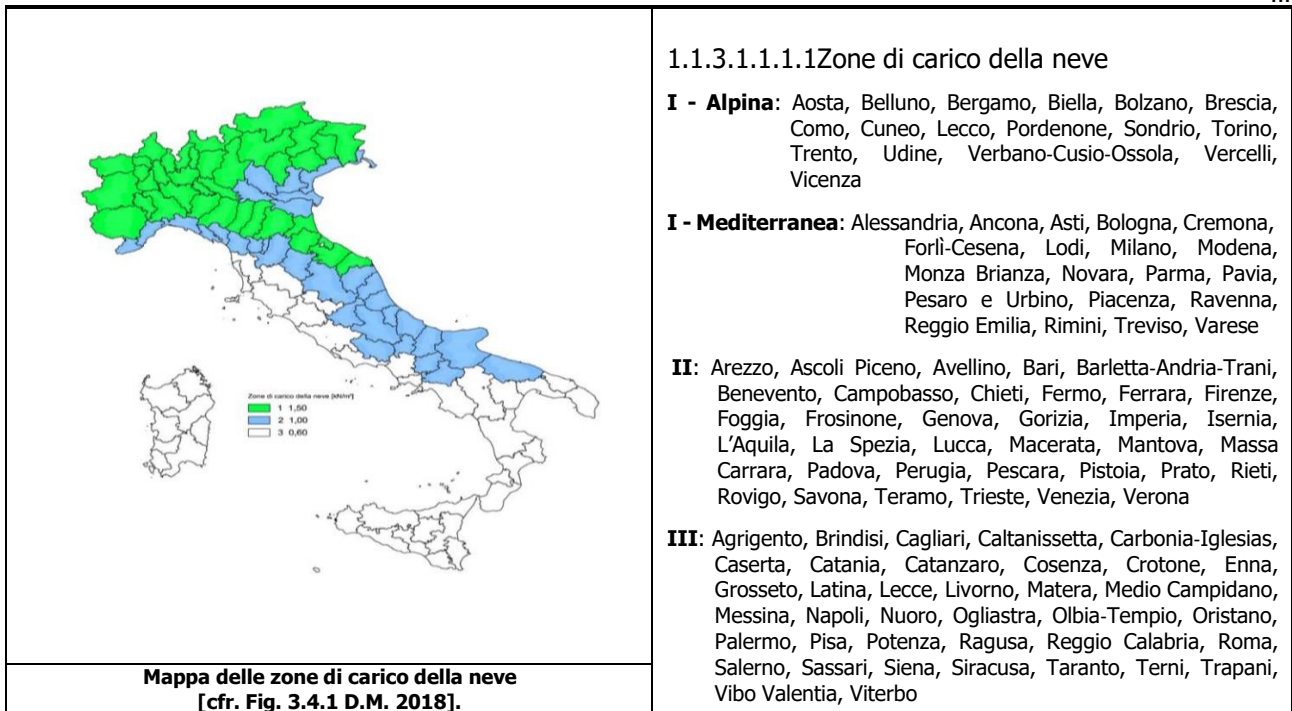 Zone di carico della neve [kN/m²]
1 1,50
2 1,00
3 0,60
Mappa delle zone di carico della neve
[cfr. Fig. 3.4.1 D.M. 2018].
1.1.3.1.1.1.1Zone di carico della neve
I - Alpina: Aosta, Belluno, Bergamo, Biella, Bolzano, Brescia,
Como, Cuneo, Lecco, Pordenone, Sondrio, Torino,
Trento, Udine, Verbano-Cusio-Ossola, Vercelli,
Vicenza
I - Mediterranea: Alessandria, Ancona, Asti, Bologna, Cremona,
Forlì-Cesena, Lodi, Milano, Modena,
Monza Brianza, Novara, Parma, Pavia,
Pesaro e Urbino, Piacenza, Ravenna,
Reggio Emilia, Rimini, Treviso, Varese
II: Arezzo, Ascoli Piceno, Avellino, Bari, Barletta-Andria-Trani,
Benevento, Campobasso, Chieti, Fermo, Ferrara, Firenze,
Foggia, Frosinone, Genova, Gorizia, Imperia, Isernia,
L'Aquila, La Spezia, Lucca, Macerata, Mantova, Massa
Carrara, Padova, Perugia, Pescara, Pistoia, Prato, Rieti,
Rovigo, Savona, Teramo, Trieste, Venezia, Verona
III: Agrigento, Brindisi, Cagliari, Caltanissetta, Carbonia-Iglesias,
Caserta, Catania, Catanzaro, Cosenza, Crotone, Enna,
Grosseto, Latina, Lecce, Livorno, Matera, Medio Campidano,
Messina, Napoli, Nuoro, Ogliastra, Olbia-Tempio, Oristano,
Palermo, Pisa, Potenza, Ragusa, Reggio Calabria, Roma,
Salerno, Sassari, Siena, Siracusa, Taranto, Terni, Trapani,
Vibo Valentia, Viterbo